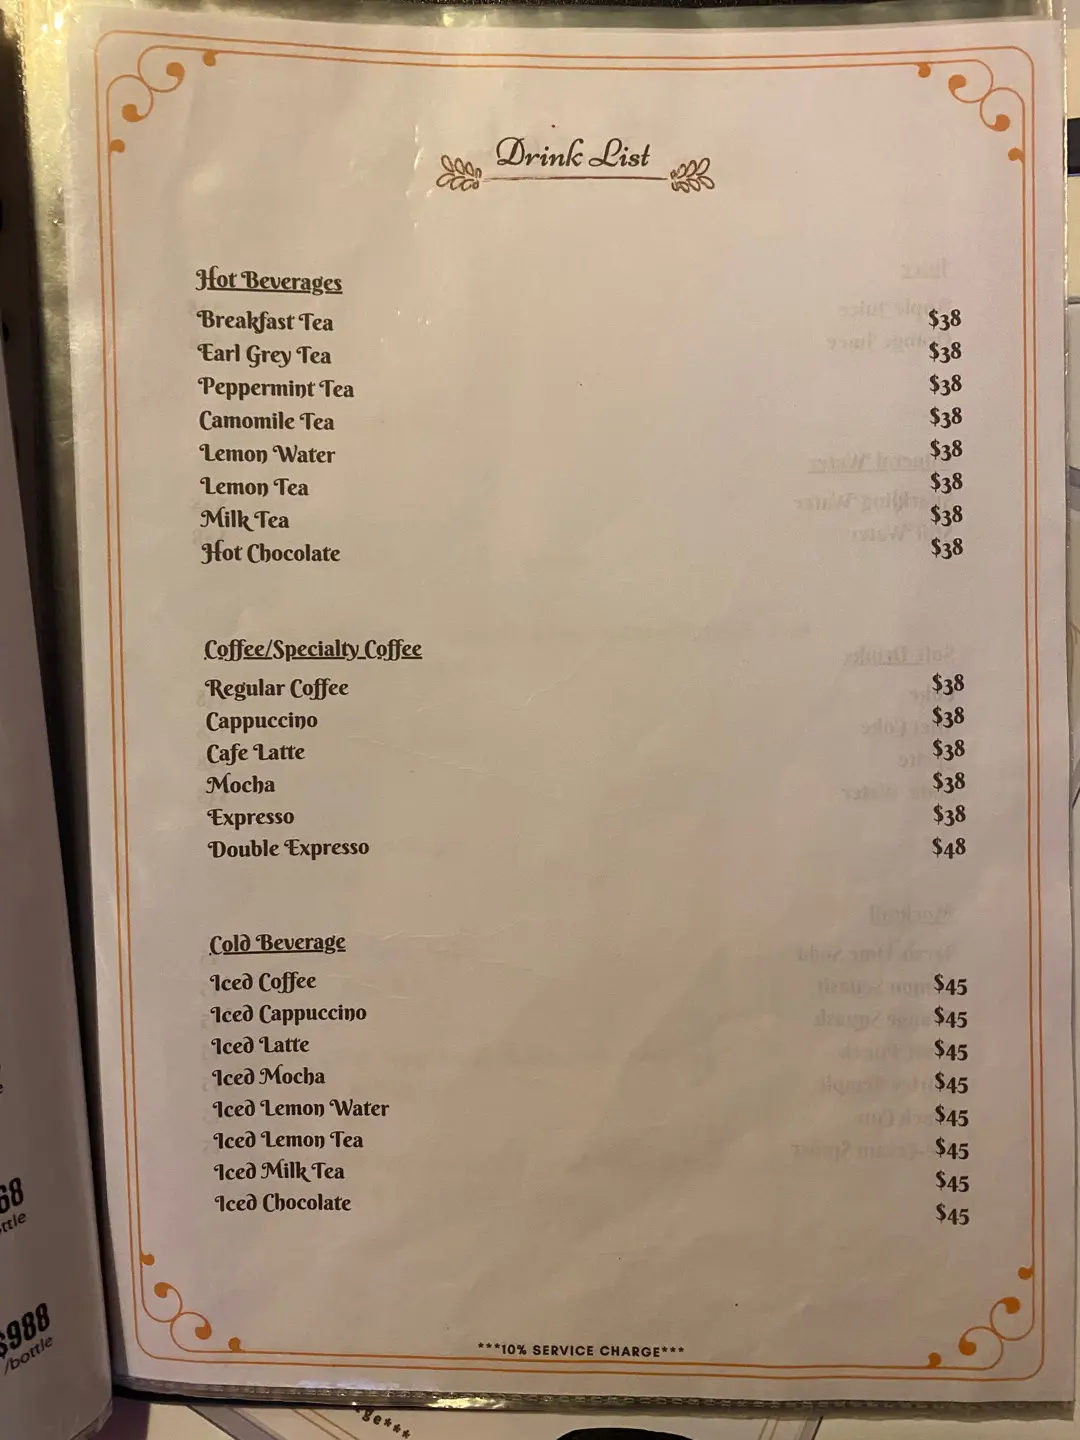 Drink List
Hot Beverages
Breakfast Tea $38
Earl Grey Tea $38
Peppermint Tea $38
Camomile Tea $38
Lemon Water $38
Lemon Tea $38
Milk Tea $38
Hot Chocolate $38
Coffee/Specialty Coffee
Regular Coffee $38
Cappuccino $38
Cafe Latte $38
Mocha $38
Expresso $38
Double Expresso $48
Cold Beverage
Iced Coffee $45
Iced Cappuccino $45
Iced Latte $45
Iced Mocha $45
Iced Lemon Water $45
Iced Lemon Tea $45
Iced Milk Tea $45
Iced Chocolate $45
***10% SERVICE CHARGE***
$988
/bottle